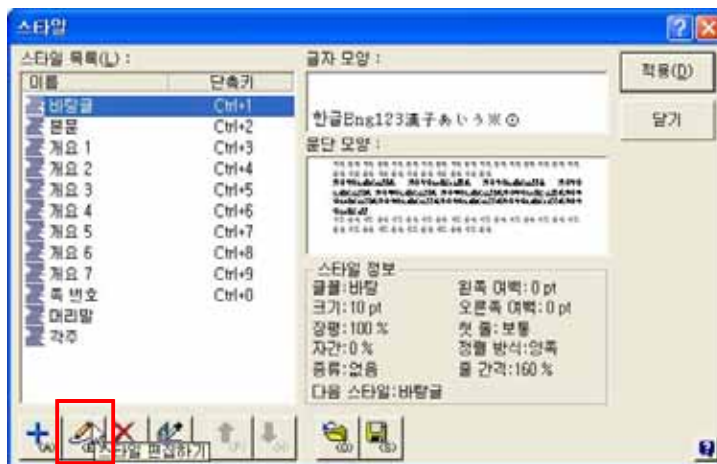 스타일
스타일 목록(L) :
이름 단축키
바탕글 Ctrl+1
본문 Ctrl+2
개요 1 Ctrl+3
개요 2 Ctrl+4
개요 3 Ctrl+5
개요 4 Ctrl+6
개요 5 Ctrl+7
개요 6 Ctrl+8
개요 7 Ctrl+9
쪽 번호 Ctrl+0
머리말
각주
글자 모양 :
한글Eng123漢子あいう※⊙
문단 모양 :
스타일 정보
글꼴:바탕 왼쪽 여백:0 pt
크기:10 pt 오른쪽 여백:0 pt
장평:100 % 첫 줄:보통
자간:0 % 정렬 방식:양쪽
종류:없음 줄 간격:160 %
다음 스타일:바탕글
적용(D)
닫기
(A)
스타일 편집하기